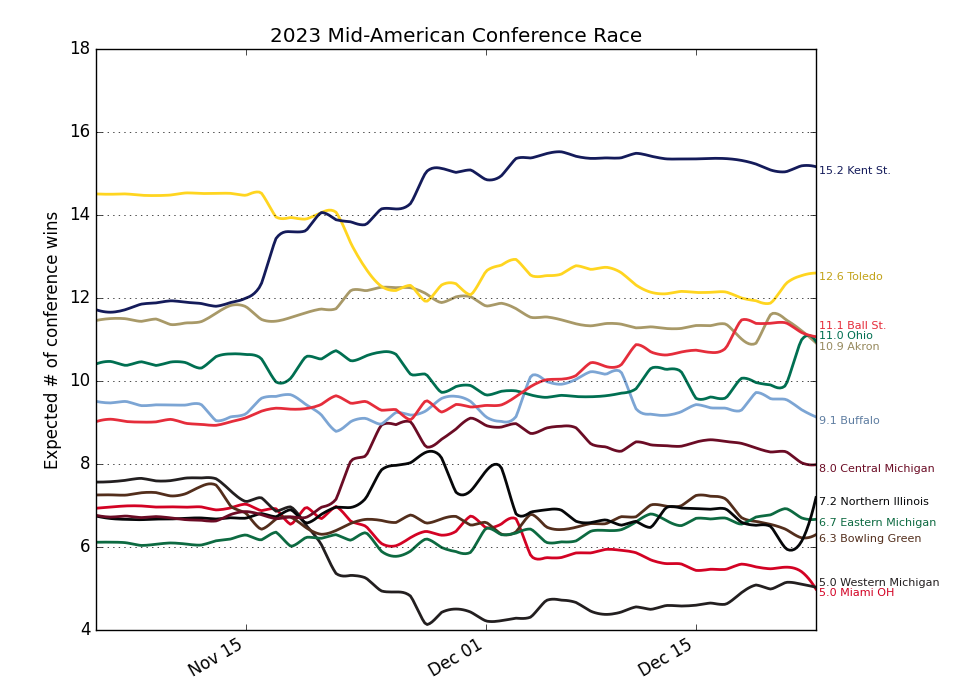 2023 Mid-American Conference Race
Expected # of conference wins
18
16
14
12
10
8
6
4
Nov 15
Dec 01
Dec 15
15.2 Kent St.
12.6 Toledo
11.1 Ball St.
11.0 Ohio
10.9 Akron
9.1 Buffalo
8.0 Central Michigan
7.2 Northern Illinois
6.7 Eastern Michigan
6.3 Bowling Green
5.0 Western Michigan
5.0 Miami OH